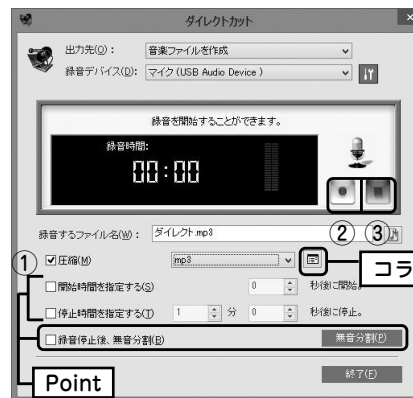 ダイレクトカット
×
出力先(O)： 音楽ファイルを作成
録音デバイス(D): マイク (USB Audio Device )
録音を開始することができます。
録音時間:
00:00
② ③
録音するファイル名(W)： ダイレクト.mp3
① ☑圧縮(M) mp3
コラ
開始時間を指定する(S) 0 秒後に開始。
停止時間を指定する(T) 1 分 0 秒後に停止。
録音停止後、無音分割(B) 無音分割(P)
Point
終了(F)